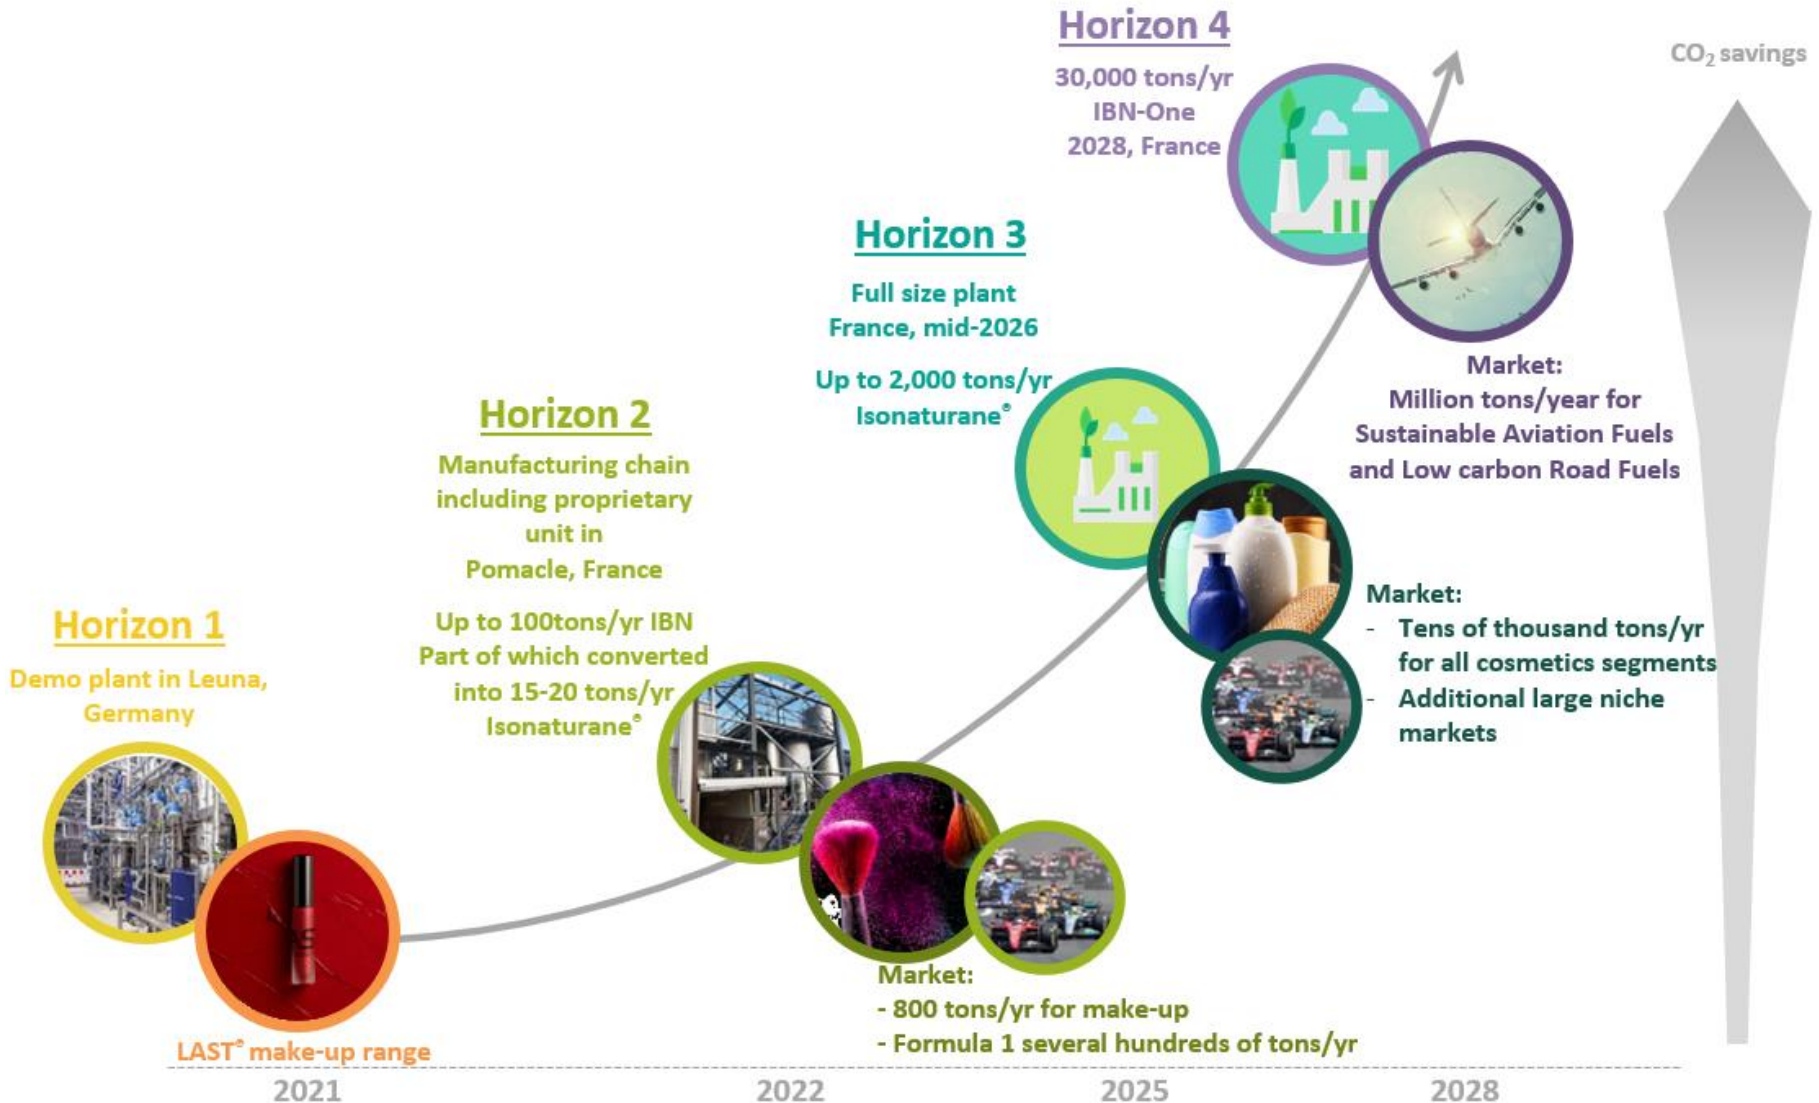 Horizon 4
30,000 tons/yr
IBN-One
2028, France
CO₂ savings
Horizon 3
Full size plant
France, mid-2026
Up to 2,000 tons/yr
Isonaturane®
Market:
Million tons/year for
Sustainable Aviation Fuels
and Low carbon Road Fuels
Horizon 2
Manufacturing chain
including proprietary
unit in
Pomacle, France
Up to 100tons/yr IBN
Part of which converted
into 15-20 tons/yr
Isonaturane®
Market:
- Tens of thousand tons/yr
for all cosmetics segments
- Additional large niche
markets
Horizon 1
Demo plant in Leuna,
Germany
LAST® make-up range
Market:
- 800 tons/yr for make-up
- Formula 1 several hundreds of tons/yr
2021
2022
2025
2028